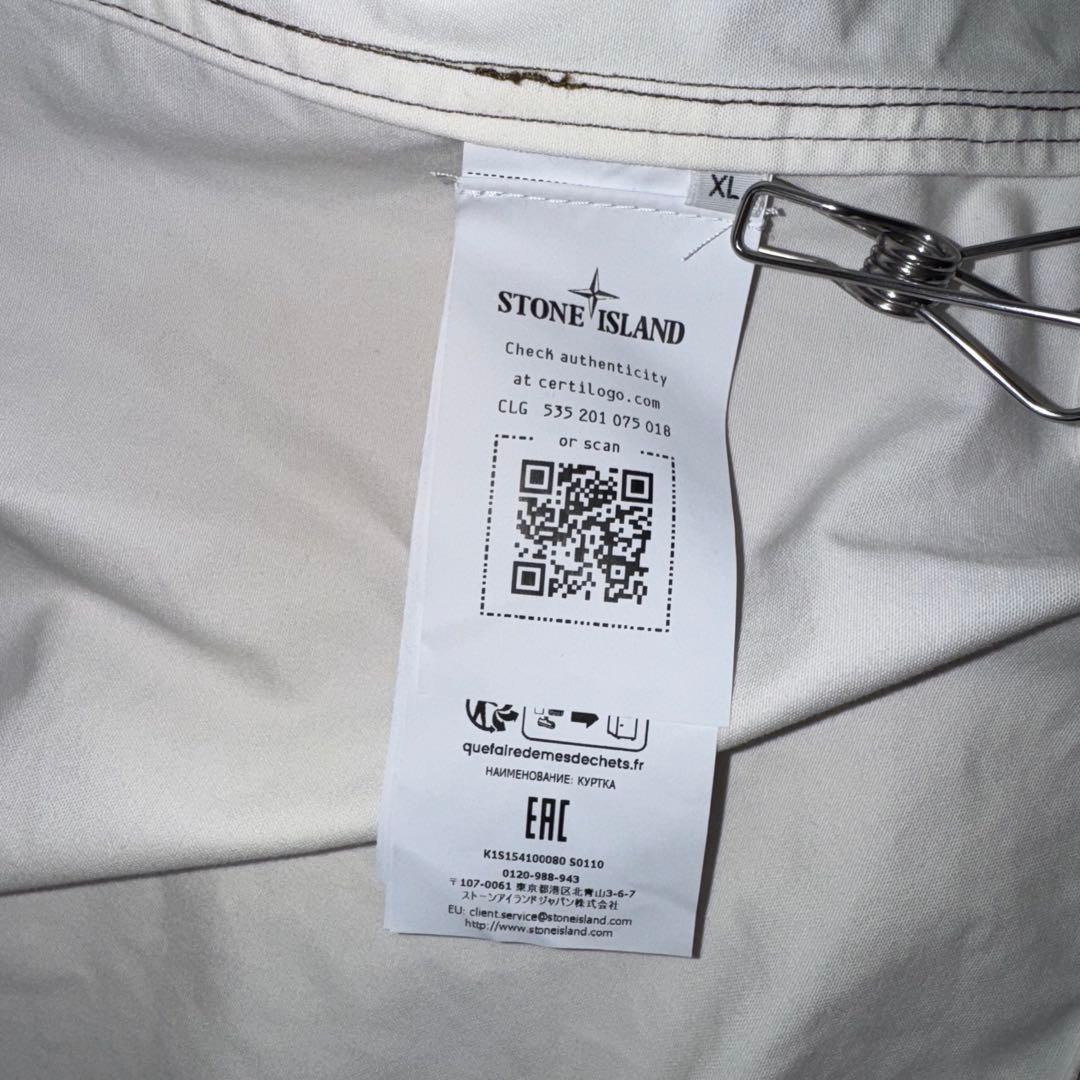 XL
STONE ISLAND
Check authenticity
at certilogo.com
CLG 535 201 075 018
or scan
quefairedemesdechets.fr
НАИМЕНОВАНИЕ: КУРТКА
EAC
K1S154100080 S0110
0120-988-943
〒107-0061 東京都港区北青山3-6-7
ストーンアイランドジャパン株式会社
EU: client.service@stoneisland.com
http://www.stoneisland.com